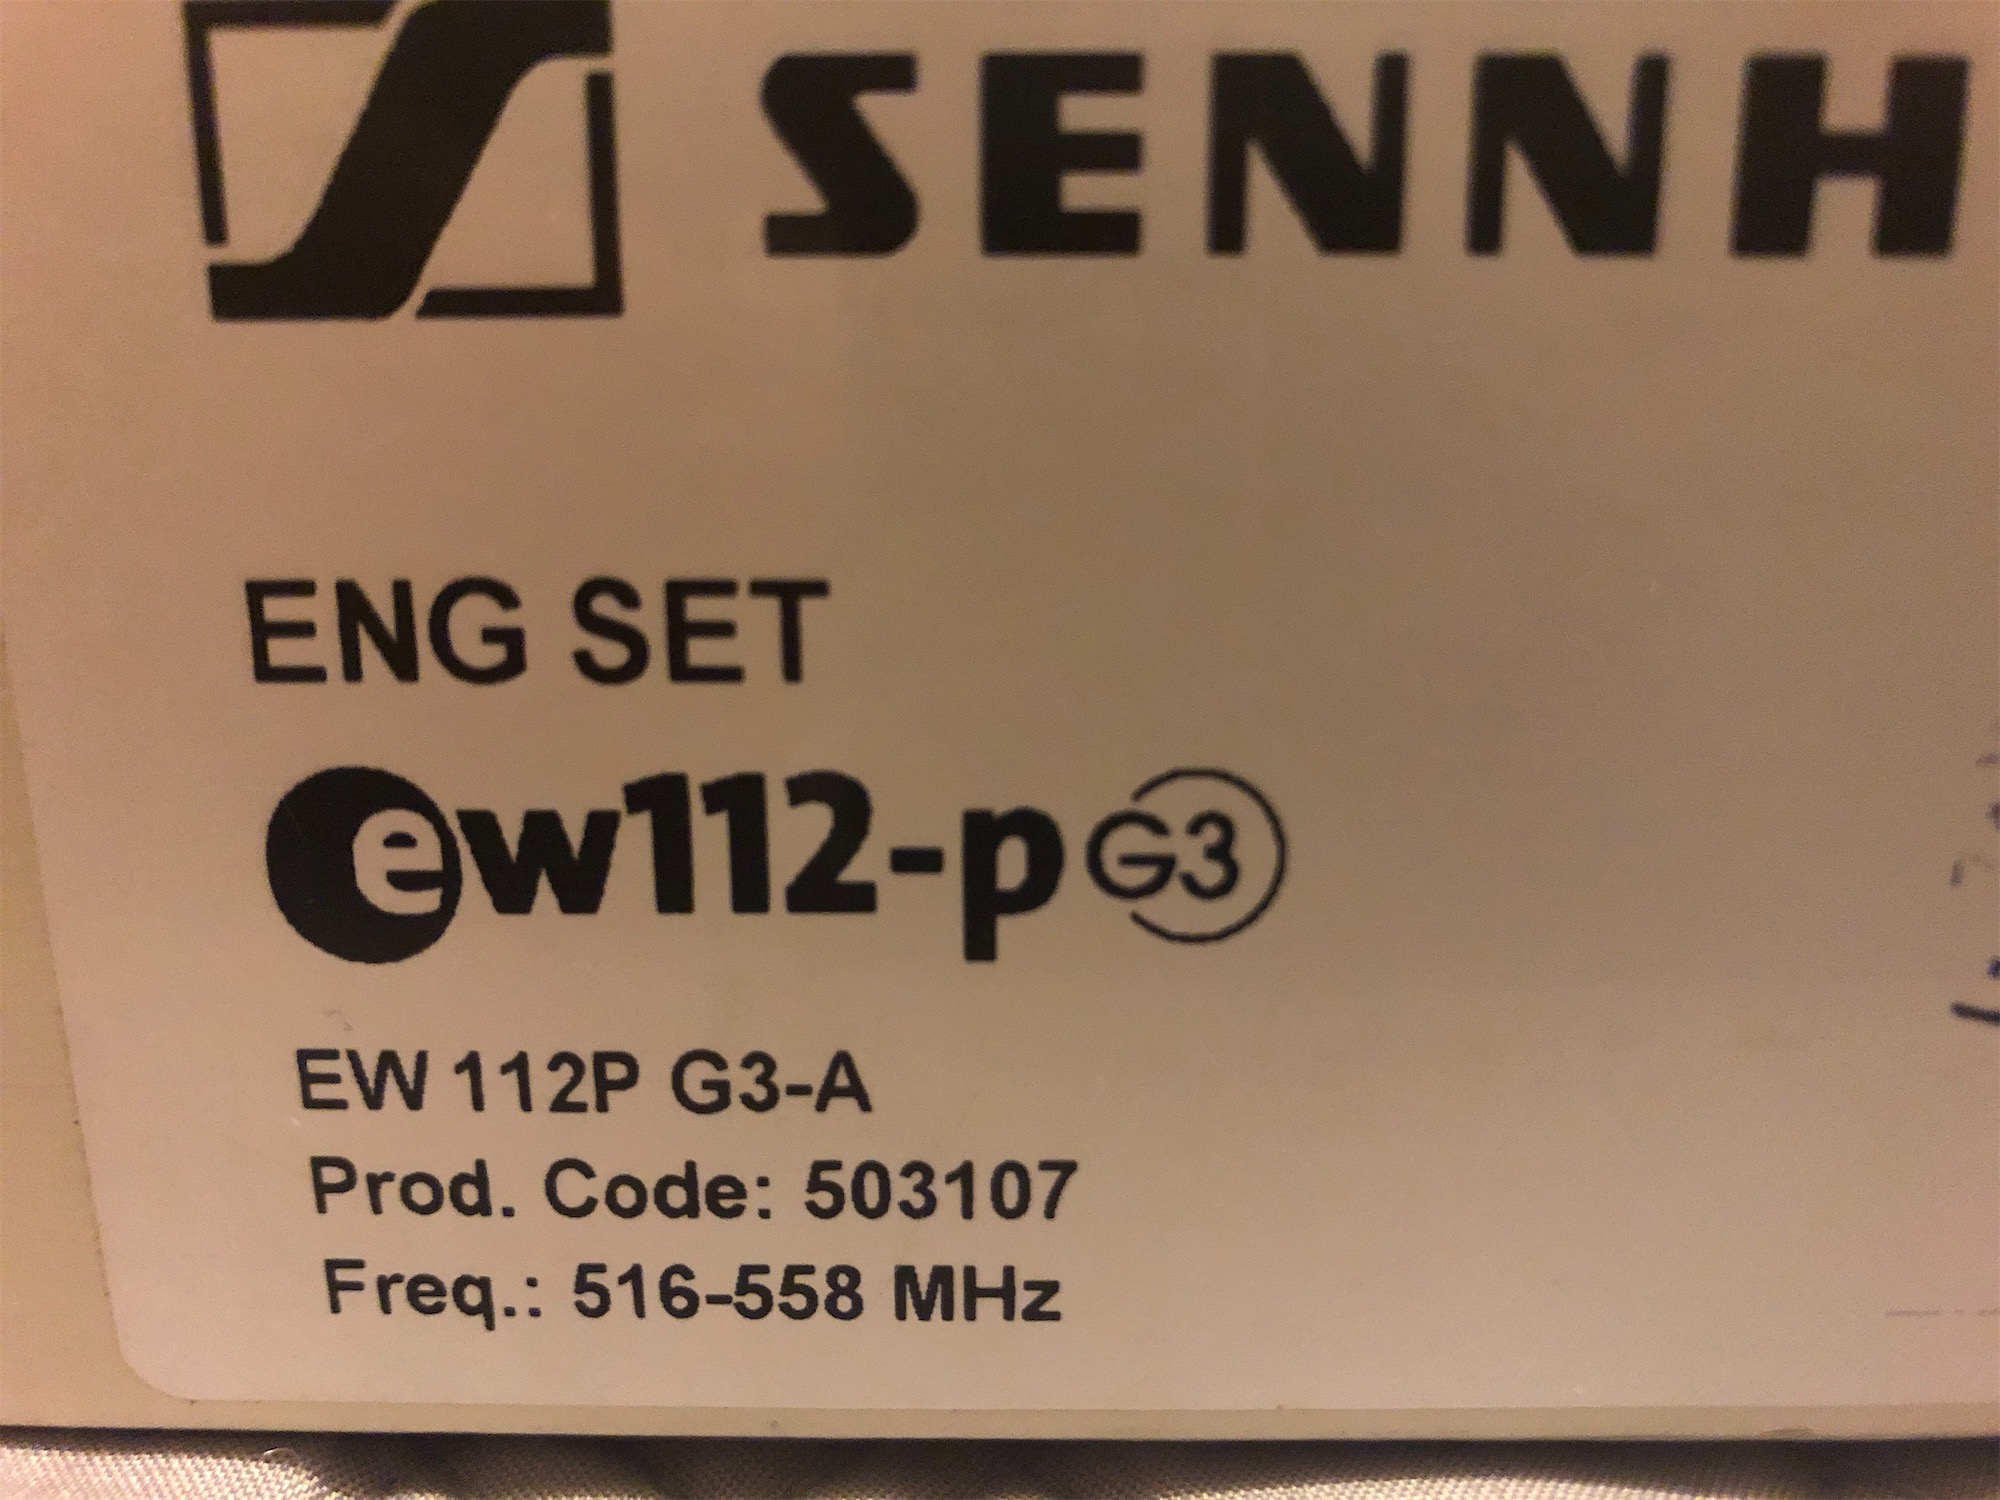 SENNH
ENG SET
ew112-p G3
EW 112P G3-A
Prod. Code: 503107
Freq.: 516-558 MHz